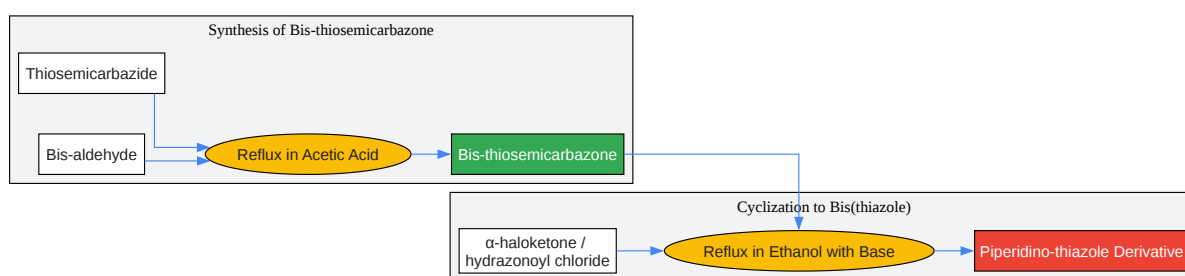 Synthesis of Bis-thiosemicarbazone
Thiosemicarbazide
Bis-aldehyde
Reflux in Acetic Acid
Bis-thiosemicarbazone
Cyclization to Bis(thiazole)
α-haloketone /
hydrazonoyl chloride
Reflux in Ethanol with Base
Piperidino-thiazole Derivative